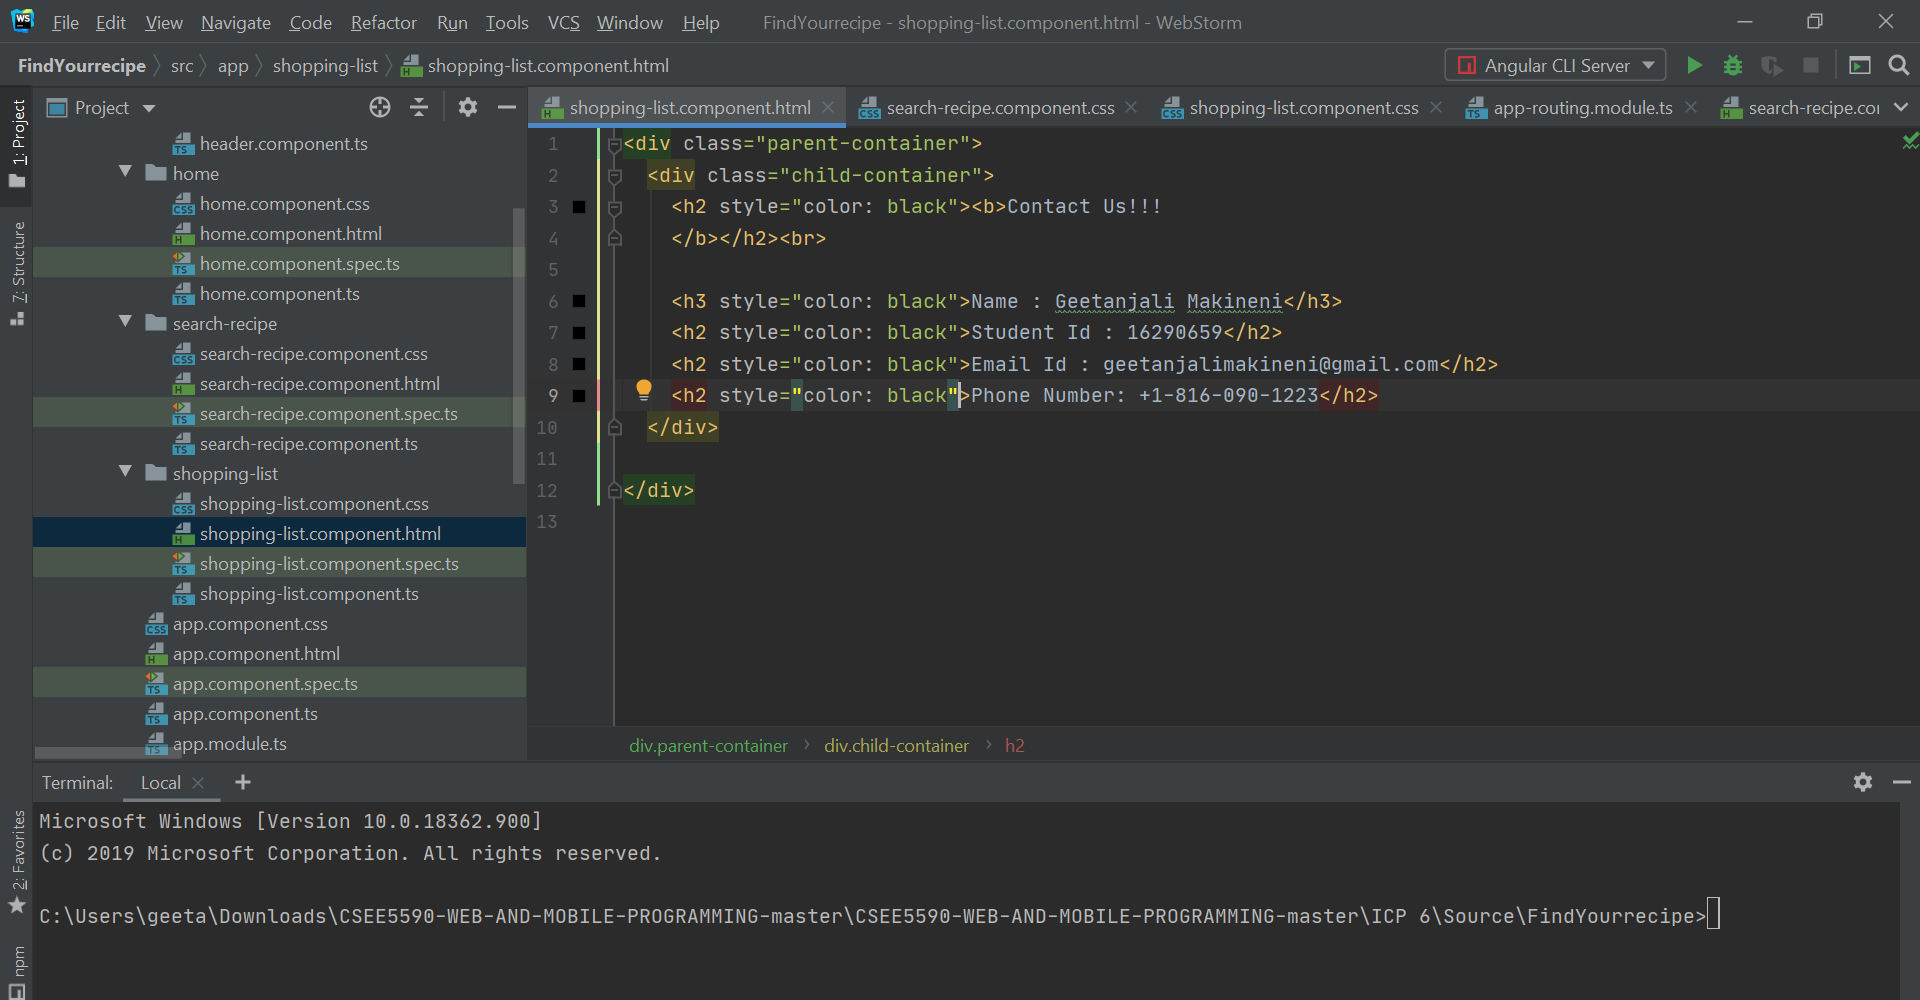 WS File Edit View Navigate Code Refactor Run Tools VCS Window Help FindYourrecipe - shopping-list.component.html - WebStorm
FindYourrecipe src app shopping-list shopping-list.component.html Angular CLI Server
1: Project
7: Structure
2: Favorites
npm
Project
header.component.ts
home
home.component.css
home.component.html
home.component.spec.ts
home.component.ts
search-recipe
search-recipe.component.css
search-recipe.component.html
search-recipe.component.spec.ts
search-recipe.component.ts
shopping-list
shopping-list.component.css
shopping-list.component.html
shopping-list.component.spec.ts
shopping-list.component.ts
app.component.css
app.component.html
app.component.spec.ts
app.component.ts
app.module.ts
shopping-list.component.html search-recipe.component.css shopping-list.component.css app-routing.module.ts search-recipe.co
1 <div class="parent-container">
2 <div class="child-container">
3 <h2 style="color: black"><b>Contact Us!!!
4 </b></h2><br>
5
6 <h3 style="color: black">Name : Geetanjali Makineni</h3>
7 <h2 style="color: black">Student Id : 16290659</h2>
8 <h2 style="color: black">Email Id : geetanjalimakineni@gmail.com</h2>
9 <h2 style="color: black">Phone Number: +1-816-090-1223</h2>
10 </div>
11
12 </div>
13
div.parent-container › div.child-container › h2
Terminal: Local
Microsoft Windows [Version 10.0.18362.900]
(c) 2019 Microsoft Corporation. All rights reserved.
C:\Users\geeta\Downloads\CSEE5590-WEB-AND-MOBILE-PROGRAMMING-master\CSEE5590-WEB-AND-MOBILE-PROGRAMMING-master\ICP 6\Source\FindYourrecipe>